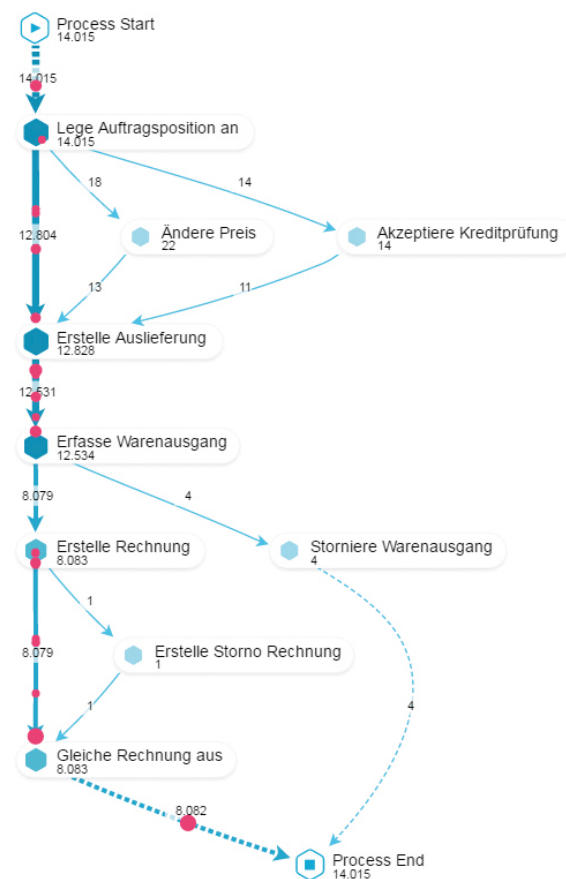 Process Start
14.015
14.015
Lege Auftragsposition an
14.015
18
14
12.804
Ändere Preis
22
Akzeptiere Kreditprüfung
14
13
11
Erstelle Auslieferung
12.828
12.531
Erfasse Warenausgang
12.534
8.079
4
Erstelle Rechnung
8.083
Storniere Warenausgang
4
1
8.079
Erstelle Storno Rechnung
1
1
4
Gleiche Rechnung aus
8.083
8.082
Process End
14.015